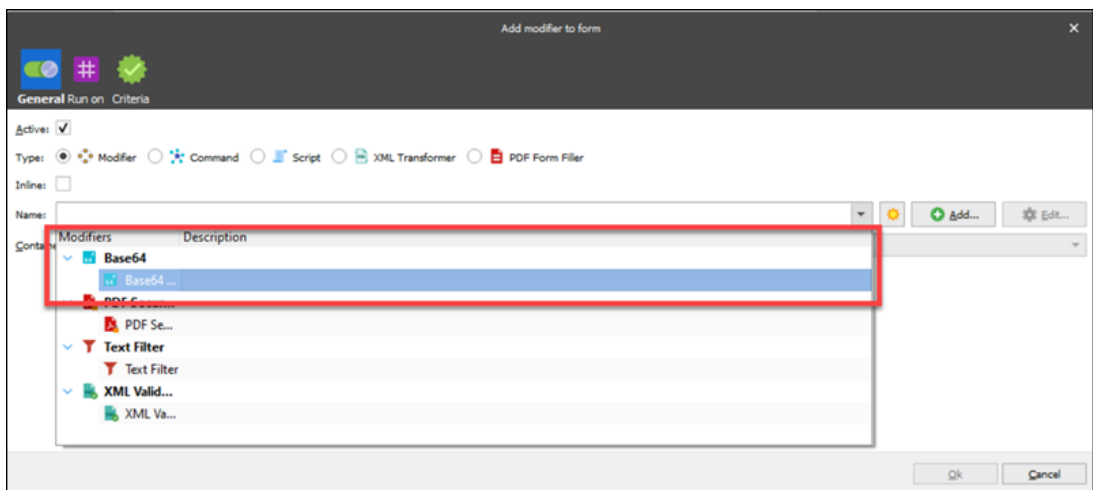 Add modifier to form
General Run on Criteria
Active:
Type: Modifier Command Script XML Transformer PDF Form Filler
Inline:
Name: Add... Edit...
Modifiers Description
Base64
Base64 ...
PDF Secur...
PDF Se...
Text Filter
Text Filter
XML Valid...
XML Va...
Ok Cancel